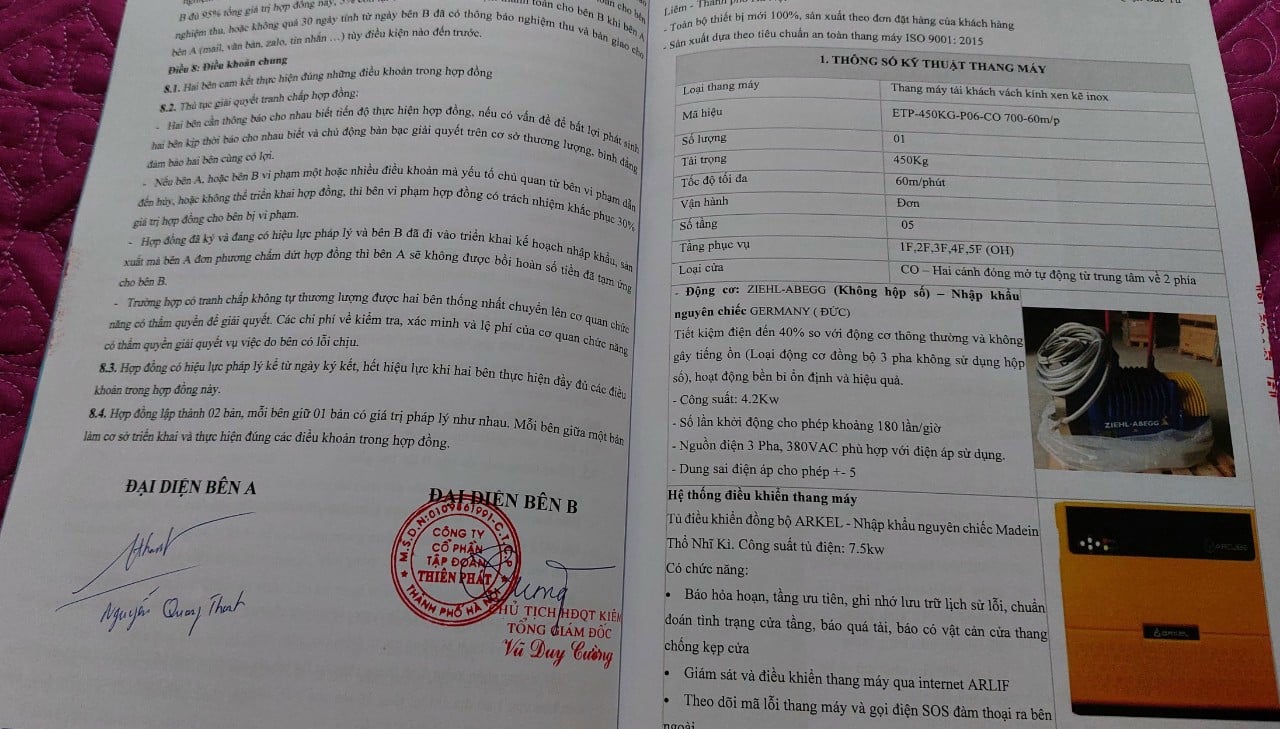 B đủ 95% tổng giá trị hợp đồng này, 5%
toán cho bên B khi bên A
nghiệm thu, hoặc không quá 30 ngày tính từ ngày bên B đã có thông báo nghiệm thu và bàn giao cho
bên A (mail, văn bản, zalo, tin nhắn …) tùy điều kiện nào đến trước.
Điều 8: Điều khoản chung
8.1. Hai bên cam kết thực hiện đúng những điều khoản trong hợp đồng
8.2. Thủ tục giải quyết tranh chấp hợp đồng:
- Hai bên cần thông báo cho nhau biết tiến độ thực hiện hợp đồng, nếu có vấn đề để bất lợi phát sinh
hai bên kịp thời báo cho nhau biết và chủ động bàn bạc giải quyết trên cơ sở thương lượng, bình đẳng
đảm bảo hai bên cùng có lợi.
- Nếu bên A, hoặc bên B vi phạm một hoặc nhiều điều khoản mà yếu tố chủ quan từ bên vi phạm dẫn
đến hủy, hoặc không thể triển khai hợp đồng, thì bên vi phạm hợp đồng có trách nhiệm khắc phục 30%
giá trị hợp đồng cho bên bị vi phạm.
- Hợp đồng đã ký và đang có hiệu lực pháp lý và bên B đã đi vào triển khai kế hoạch nhập khẩu, sản
xuất mà bên A đơn phương chấm dứt hợp đồng thì bên A sẽ không được bồi hoàn số tiền đã tạm ứng
cho bên B.
- Trường hợp có tranh chấp không tự thương lượng được hai bên thống nhất chuyển lên cơ quan chức
năng có thẩm quyền để giải quyết. Các chi phí về kiểm tra, xác minh và lệ phí của cơ quan chức năng
có thẩm quyền giải quyết vụ việc do bên có lỗi chịu.
8.3. Hợp đồng có hiệu lực pháp lý kể từ ngày ký kết, hết hiệu lực khi hai bên thực hiện đầy đủ các điều
khoản trong hợp đồng này.
8.4. Hợp đồng lập thành 02 bản, mỗi bên giữ 01 bản có giá trị pháp lý như nhau. Mỗi bên giữa một bản
làm cơ sở triển khai và thực hiện đúng các điều khoản trong hợp đồng.
ĐẠI DIỆN BÊN A
ĐẠI DIỆN BÊN B
Nguyễn Quang Thanh
M.S.D.N:0109661991-C.T.C.P
CÔNG TY
CỔ PHẦN
TẬP ĐOÀN
THIÊN PHÁT
THÀNH PHỐ HÀ NỘI
CHỦ TỊCH HĐQT KIÊM
TỔNG GIÁM ĐỐC
Vũ Duy Cường
Liêm - Thành phố
- Toàn bộ thiết bị mới 100%, sản xuất theo đơn đặt hàng của khách hàng
- Sản xuất dựa theo tiêu chuẩn an toàn thang máy ISO 9001: 2015
1. THÔNG SỐ KỸ THUẬT THANG MÁY
Loại thang máy Thang máy tải khách vách kính xen kẽ inox
Mã hiệu ETP-450KG-P06-CO 700-60m/p
Số lượng 01
Tải trọng 450Kg
Tốc độ tối đa 60m/phút
Vận hành Đơn
Số tầng 05
Tầng phục vụ 1F,2F,3F,4F,5F (OH)
Loại cửa CO – Hai cánh đóng mở tự động từ trung tâm về 2 phía
- Động cơ: ZIEHL-ABEGG (Không hộp số) – Nhập khẩu
nguyên chiếc GERMANY ( ĐỨC)
Tiết kiệm điện đến 40% so với động cơ thông thường và không
gây tiếng ồn (Loại động cơ đồng bộ 3 pha không sử dụng hộp
số), hoạt động bền bỉ ổn định và hiệu quả.
- Công suất: 4.2Kw
- Số lần khởi động cho phép khoảng 180 lần/giờ
- Nguồn điện 3 Pha, 380VAC phù hợp với điện áp sử dụng.
- Dung sai điện áp cho phép +- 5
ZIEHL-ABEGG
Hệ thống điều khiển thang máy
Tủ điều khiển đồng bộ ARKEL - Nhập khẩu nguyên chiếc Madein
Thổ Nhĩ Kì. Công suất tủ điện: 7.5kw
Có chức năng:
• Báo hỏa hoạn, tầng ưu tiên, ghi nhớ lưu trữ lịch sử lỗi, chuẩn
đoán tình trạng cửa tầng, báo quá tải, báo có vật cản cửa thang
chống kẹp cửa
• Giám sát và điều khiển thang máy qua internet ARLIF
• Theo dõi mã lỗi thang máy và gọi điện SOS đàm thoại ra bên
ngoài
ARCUBE
ARKEL